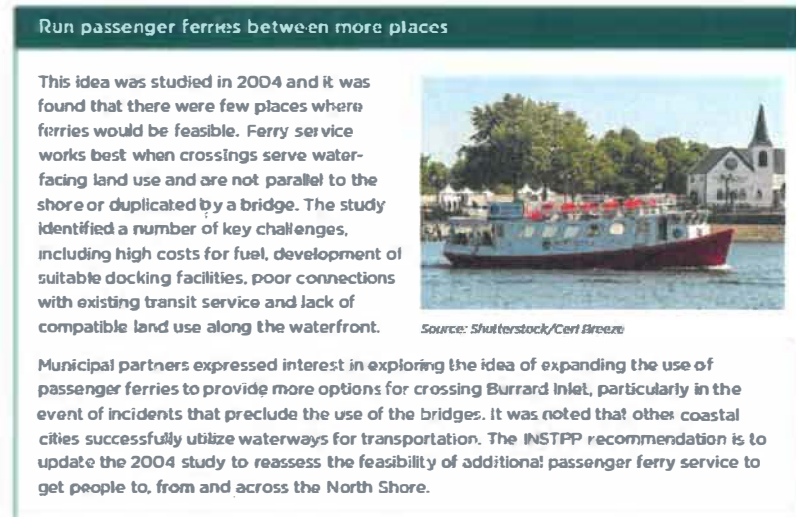 Run passenger ferries between more places
This idea was studied in 2004 and it was
found that there were few places where
ferries would be feasible. Ferry service
works best when crossings serve water-
facing land use and are not parallel to the
shore or duplicated by a bridge. The study
identified a number of key challenges,
including high costs for fuel, development of
suitable docking facilities, poor connections
with existing transit service and lack of
compatible land use along the waterfront.
Source: Shutterstock/Ceri Breeze
Municipal partners expressed interest in exploring the idea of expanding the use of
passenger ferries to provide more options for crossing Burrard Inlet, particularly in the
event of incidents that preclude the use of the bridges. It was noted that other coastal
cities successfully utilize waterways for transportation. The INSTPP recommendation is to
update the 2004 study to reassess the feasibility of additional passenger ferry service to
get people to, from and across the North Shore.